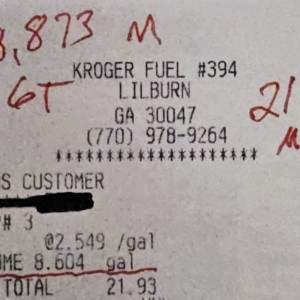 ,873 M
6T
21
M
KROGER FUEL #394
LILBURN
GA 30047
(770) 978-9264
********************
S CUSTOMER
# 3
@2.549 /gal
ME 8.604 gal
TOTAL 21.93